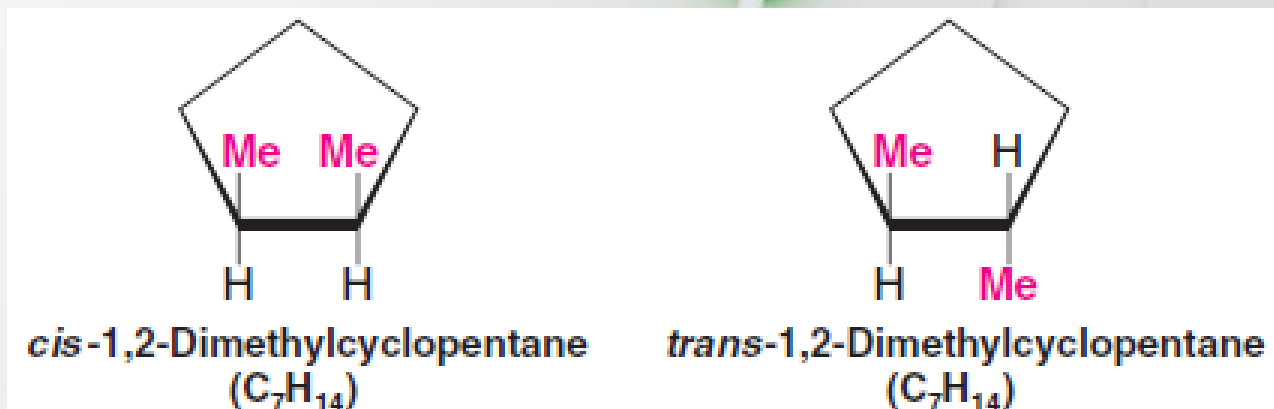 Me Me
H H
cis-1,2-Dimethylcyclopentane
(C₇H₁₄)
Me H
H Me
trans-1,2-Dimethylcyclopentane
(C₇H₁₄)